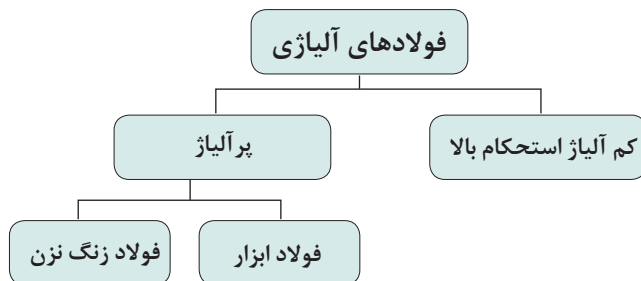 فولادهای آلیاژی
کم آلیاژ استحکام بالا
پرآلیاژ
فولاد ابزار
فولاد زنگ نزن